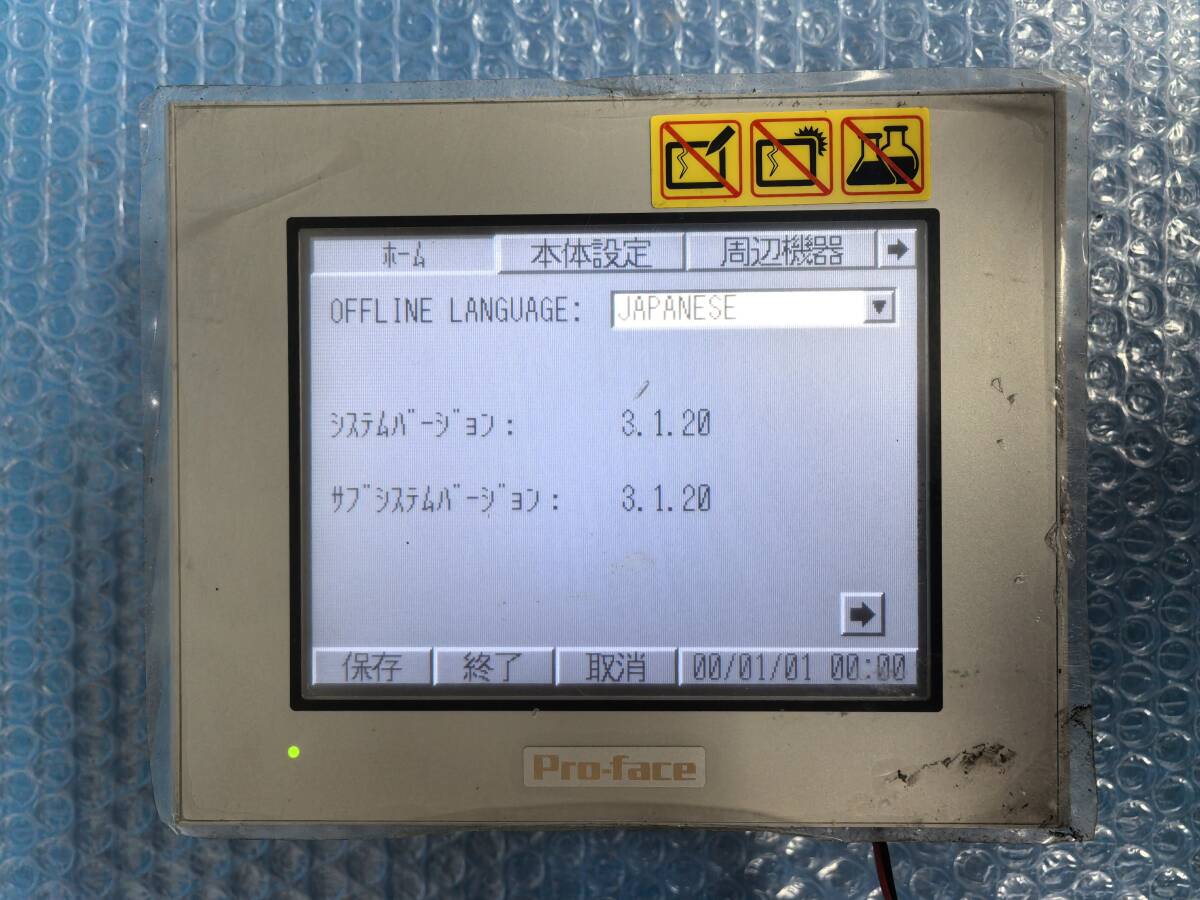 ﾎｰﾑ 本体設定 周辺機器
OFFLINE LANGUAGE: JAPANESE
ｼｽﾃﾑﾊﾞｰｼﾞｮﾝ: 3.1.20
ｻﾌﾞｼｽﾃﾑﾊﾞｰｼﾞｮﾝ: 3.1.20
保存 終了 取消 00/01/01 00:00
Pro-face